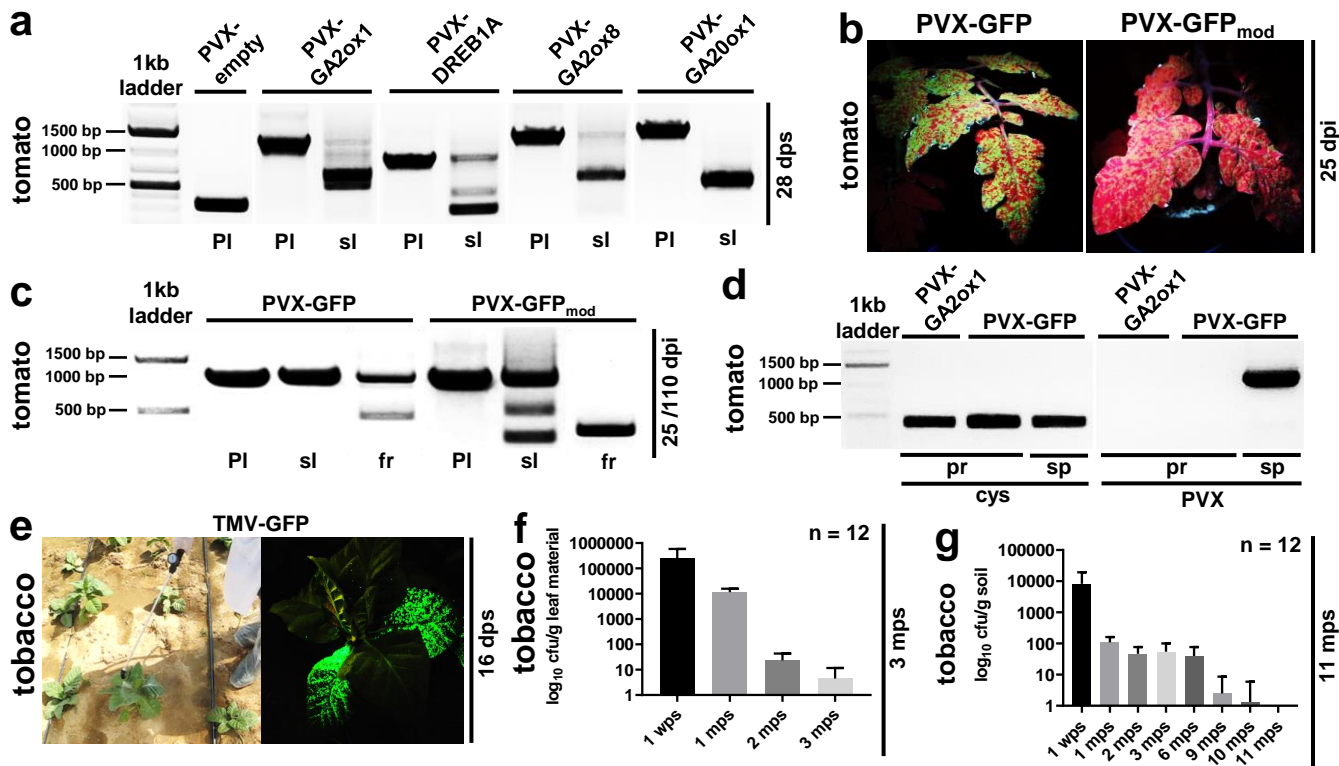 a
PVX-
empty
PVX-
GA2ox1
PVX-
DREB1A
PVX-
GA2ox8
PVX-
GA20ox1
1kb
ladder
1500 bp
1000 bp
500 bp
tomato
Pl
Pl
sl
Pl
sl
Pl
sl
Pl
sl
28 dps
b
PVX-GFP
PVX-GFPmod
tomato
25 dpi
c
1kb
ladder
PVX-GFP
PVX-GFPmod
1500 bp
1000 bp
500 bp
tomato
Pl
sl
fr
Pl
sl
fr
25 /110 dpi
d
1kb
ladder
PVX-
GA2ox1
PVX-GFP
PVX-
GA2ox1
PVX-GFP
1500 bp
1000 bp
500 bp
tomato
pr
sp
pr
sp
cys
PVX
e
TMV-GFP
tobacco
16 dps
f
n = 12
tobacco
log10 cfu/g leaf material
1000000
100000
10000
1000
100
10
1
1 wps
1 mps
2 mps
3 mps
3 mps
g
n = 12
tobacco
log10 cfu/g soil
100000
10000
1000
100
10
1
1 wps
1 mps
2 mps
3 mps
6 mps
9 mps
10 mps
11 mps
11 mps